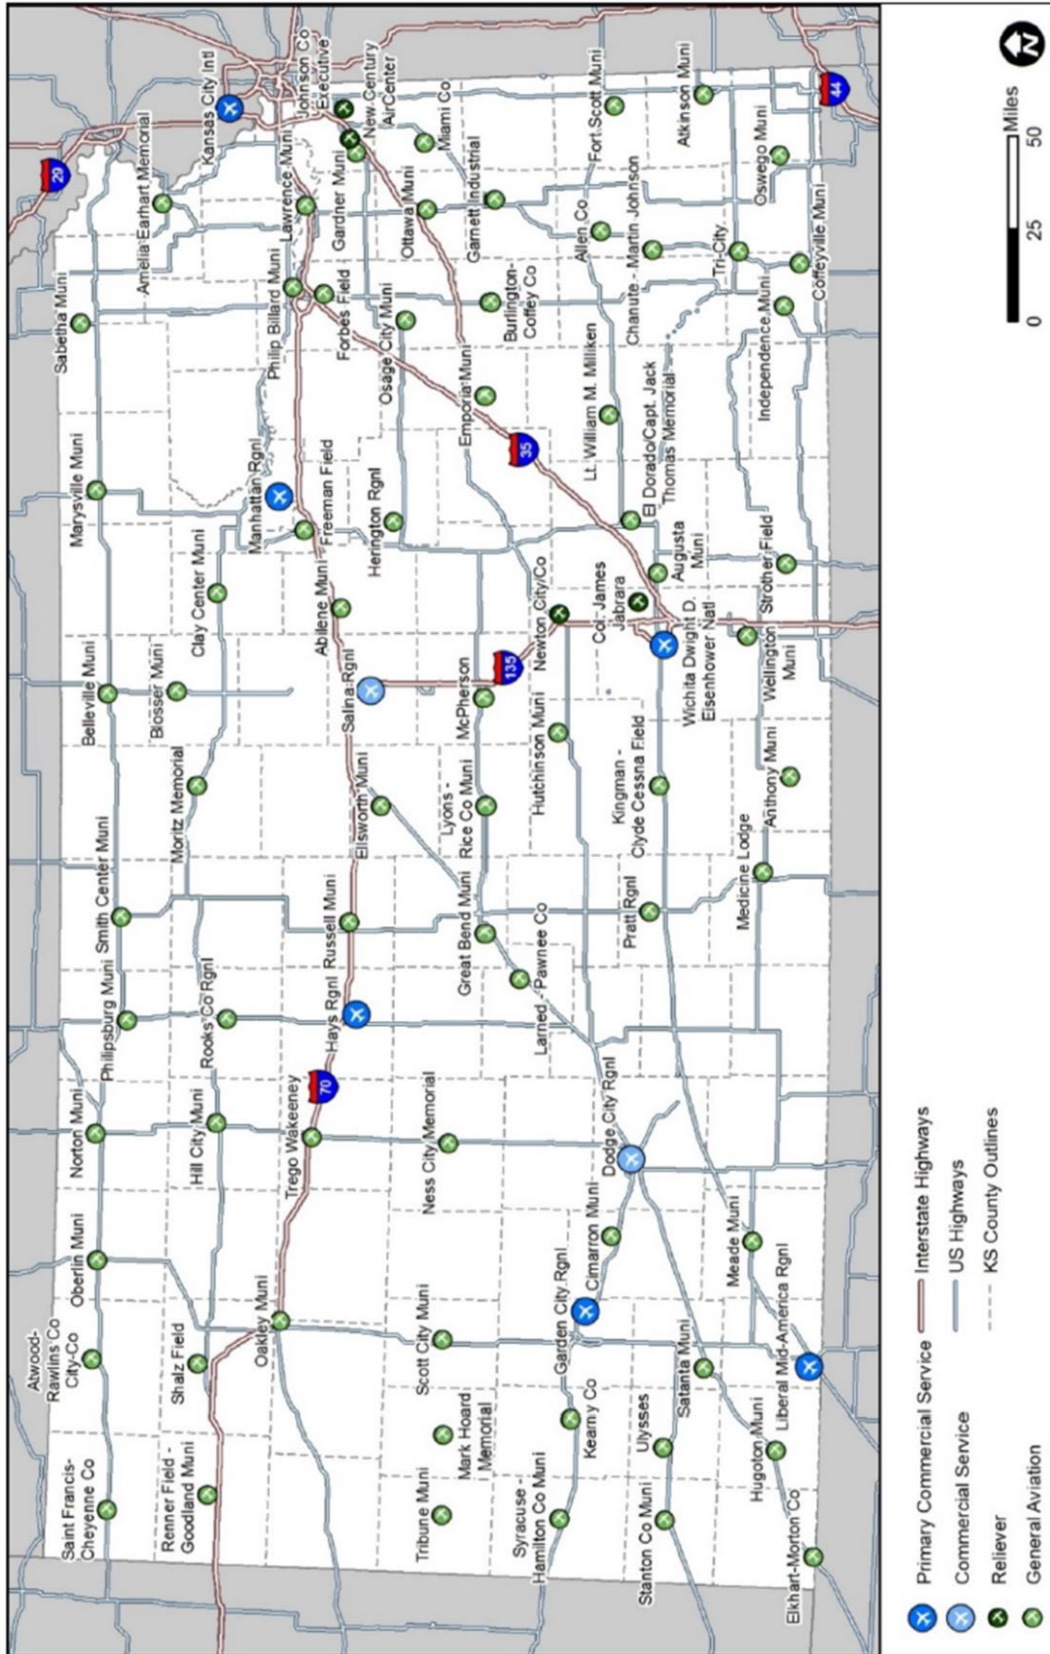 Saint Francis-
Cheyenne Co
Atwood-
Rawlins Co
City-Co
Oberlin Muni
Norton Muni
Philipsburg Muni
Smith Center Muni
Belleville Muni
Marysville Muni
Sabetha Muni
29
Renner Field -
Goodland Muni
Shalz Field
Hill City Muni
Rooks Co Rgnl
Moritz Memorial
Blosser Muni
Clay Center Muni
Amelia Earhart Memorial
Kansas City Intl
Oakley Muni
Trego Wakeeney
70
Hays Rgnl
Russell Muni
Ellsworth Muni
Salina Rgnl
Abilene Muni
Freeman Field
Manhattan Rgnl
Philip Billard Muni
Forbes Field
Lawrence Muni
Johnson Co
Executive
New Century
AirCenter
Gardner Muni
Tribune Muni
Mark Hoard
Memorial
Scott City Muni
Ness City Memorial
Great Bend Muni
Lyons -
Rice Co Muni
McPherson
135
Herington Rgnl
Osage City Muni
Emporia Muni
Ottawa Muni
Miami Co
Garnett Industrial
Burlington-
Coffey Co
35
Syracuse -
Hamilton Co Muni
Kearny Co
Garden City Rgnl
Cimarron Muni
Dodge City Rgnl
Larned - Pawnee Co
Hutchinson Muni
Newton City/Co
Col. James
Jabrara
Lt. William M. Milliken
Allen Co
Fort Scott Muni
Stanton Co Muni
Ulysses
Satanta Muni
Pratt Rgnl
Kingman -
Clyde Cessna Field
Wichita Dwight D.
Eisenhower Natl
Augusta
Muni
El Dorado/Capt. Jack
Thomas Memorial
Chanute - Martin Johnson
Atkinson Muni
Elkhart-Morton Co
Hugoton Muni
Liberal Mid-America Rgnl
Meade Muni
Medicine Lodge
Anthony Muni
Wellington
Muni
Strother Field
Independence Muni
Tri-City
Coffeyville Muni
Oswego Muni
44
Primary Commercial Service
Commercial Service
Reliever
General Aviation
Interstate Highways
US Highways
KS County Outlines
0 25 50
Miles
N